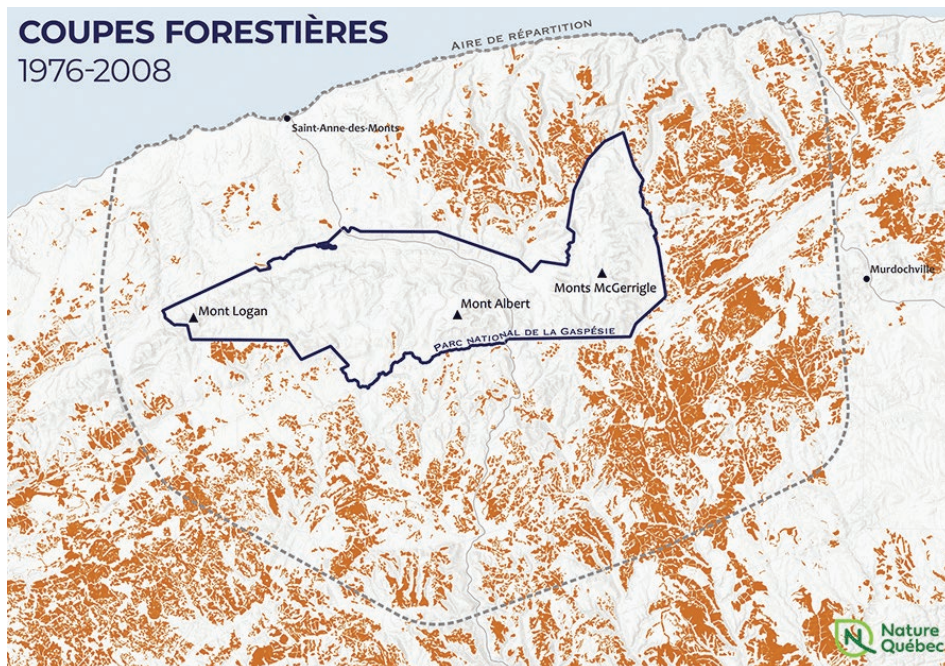 COUPES FORESTIÈRES
1976-2008
AIRE DE RÉPARTITION
Saint-Anne-des-Monts
Murdochville
Monts McGerrigle
Mont Albert
Mont Logan
PARC NATIONAL DE LA GASPÉSIE
Nature
Québec